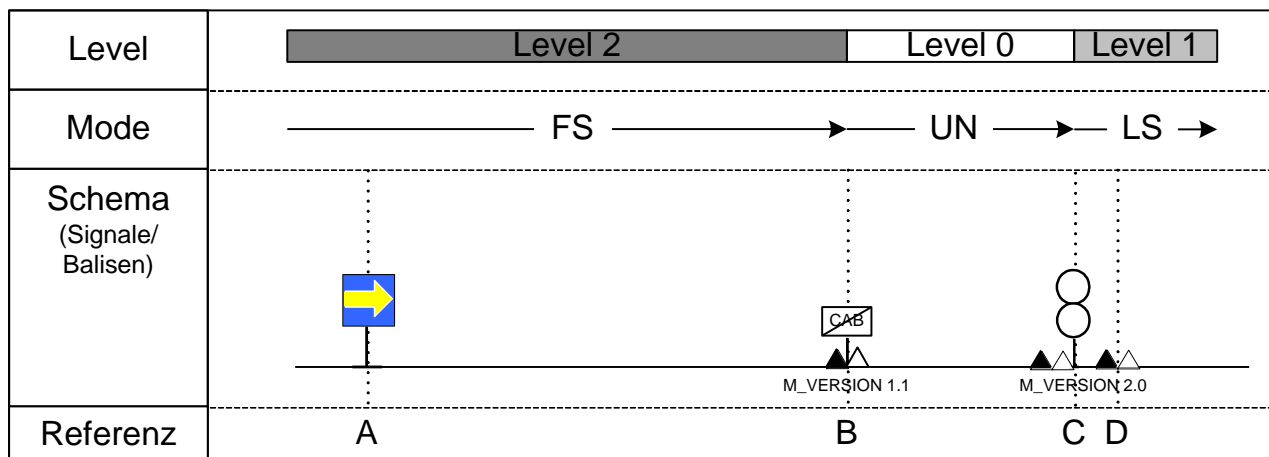 Level
Level 2
Level 0
Level 1
Mode
FS
UN
LS
Schema
(Signale/
Balisen)
CAB
M_VERSION 1.1
M_VERSION 2.0
Referenz
A
B
C
D